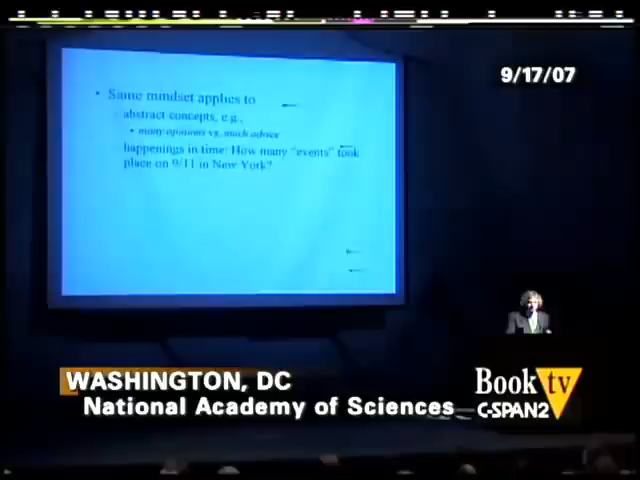 9/17/07
• Same mindset applies to
– abstract concepts, e.g.,
• many opinions vs. much advice
– happenings in time: How many "events" took
place on 9/11 in New York?
WASHINGTON, DC
National Academy of Sciences
Book tv
C-SPAN2